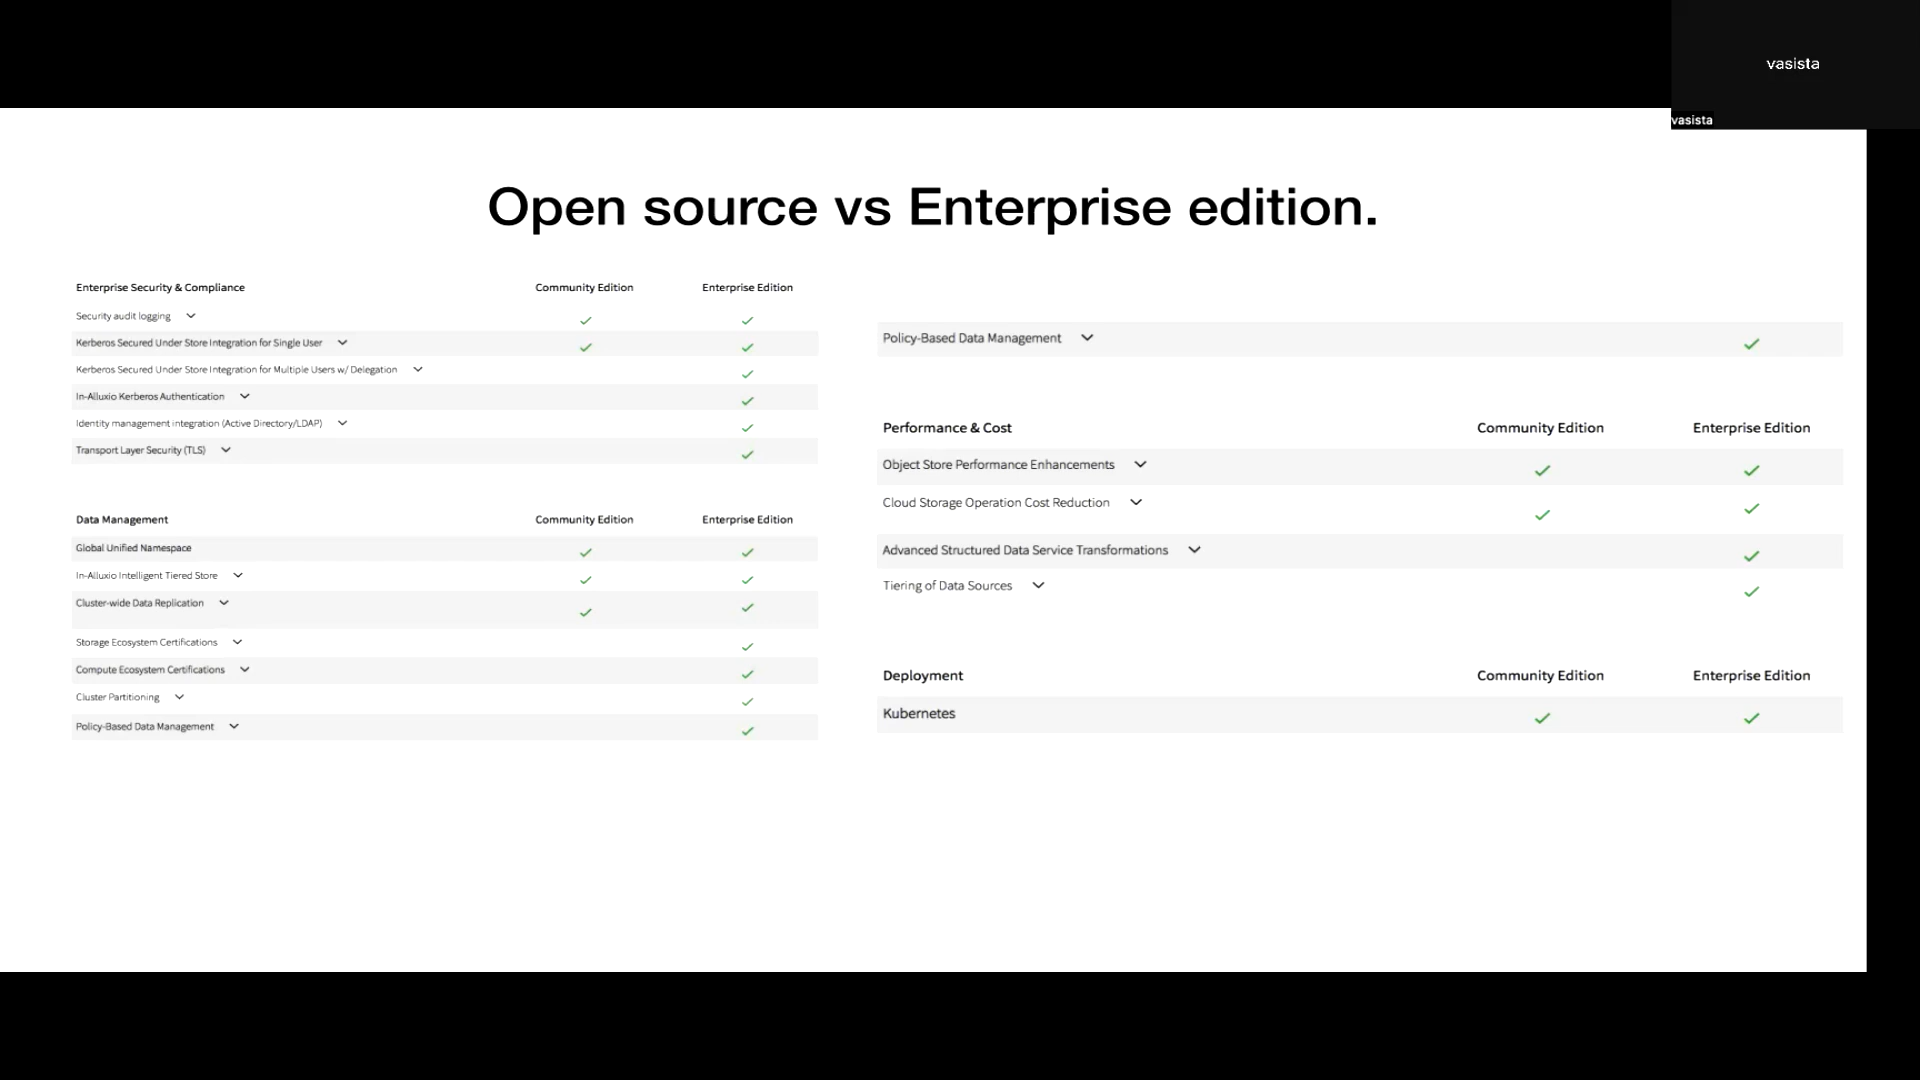 vasista
vasista
Open source vs Enterprise edition.
Enterprise Security & Compliance Community Edition Enterprise Edition
Security audit logging
Kerberos Secured Under Store Integration for Single User
Kerberos Secured Under Store Integration for Multiple Users w/ Delegation
In-Alluxio Kerberos Authentication
Identity management integration (Active Directory/LDAP)
Transport Layer Security (TLS)
Data Management Community Edition Enterprise Edition
Global Unified Namespace
In-Alluxio Intelligent Tiered Store
Cluster-wide Data Replication
Storage Ecosystem Certifications
Compute Ecosystem Certifications
Cluster Partitioning
Policy-Based Data Management
Policy-Based Data Management
Performance & Cost Community Edition Enterprise Edition
Object Store Performance Enhancements
Cloud Storage Operation Cost Reduction
Advanced Structured Data Service Transformations
Tiering of Data Sources
Deployment Community Edition Enterprise Edition
Kubernetes